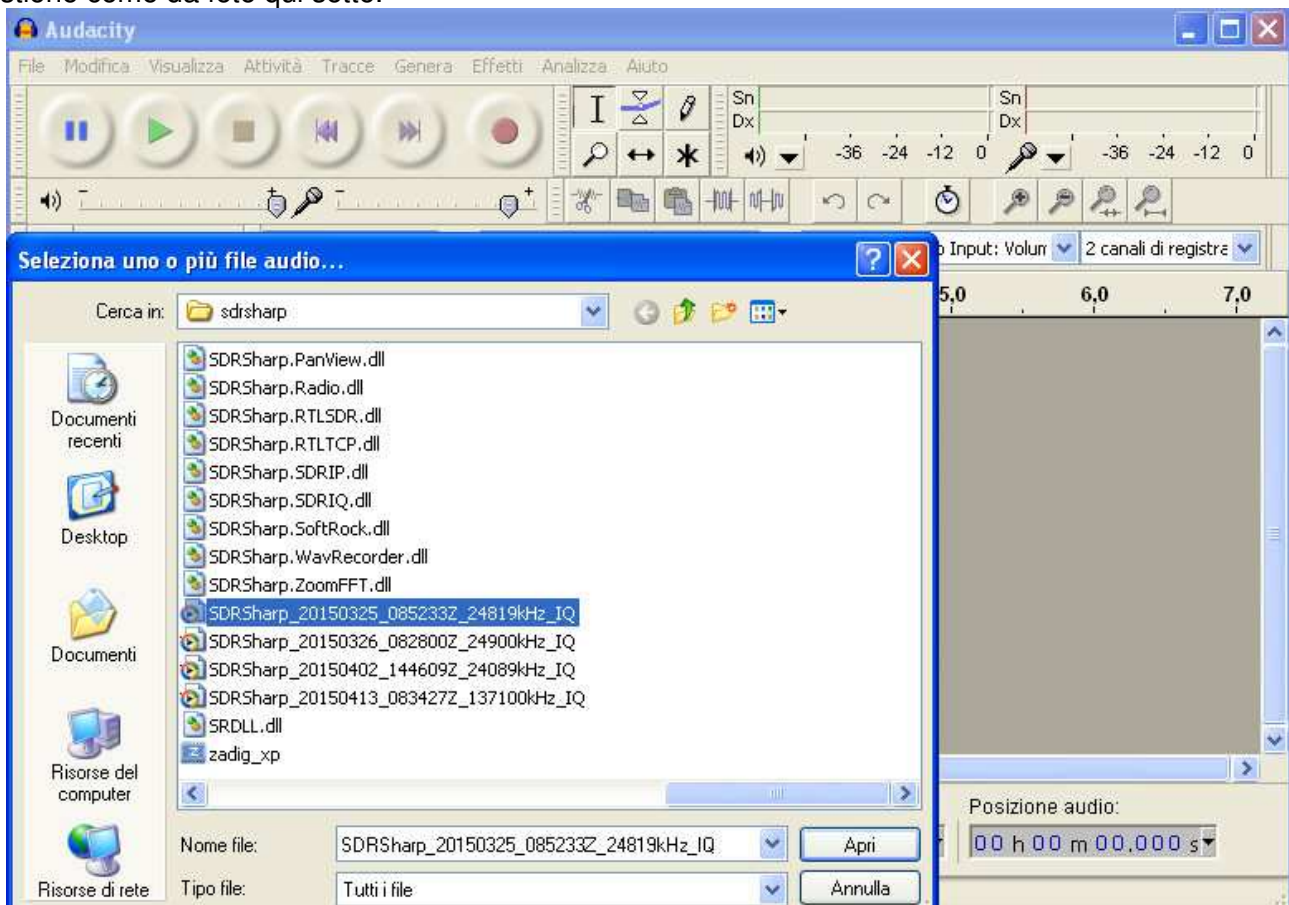 Audacity
File Modifica Visualizza Attività Tracce Genera Effetti Analizza Aiuto
Sn Sn
Dx Dx
-36 -24 -12 0 -36 -24 -12 0
Input: Volun 2 canali di registra
Seleziona uno o più file audio...
5,0 6,0 7,0
Cerca in: sdrsharp
SDRSharp.PanView.dll
SDRSharp.Radio.dll
SDRSharp.RTLSDR.dll
SDRSharp.RTLTCP.dll
SDRSharp.SDRIP.dll
SDRSharp.SDRIQ.dll
SDRSharp.SoftRock.dll
SDRSharp.WavRecorder.dll
SDRSharp.ZoomFFT.dll
SDRSharp_20150325_085233Z_24819kHz_IQ
SDRSharp_20150326_082800Z_24900kHz_IQ
SDRSharp_20150402_144609Z_24089kHz_IQ
SDRSharp_20150413_083427Z_137100kHz_IQ
SRDLL.dll
zadig_xp
Documenti
recenti
Desktop
Documenti
Risorse del
computer
Risorse di rete
Nome file: SDRSharp_20150325_085233Z_24819kHz_IQ Apri
Tipo file: Tutti i file Annulla
Posizione audio:
00 h 00 m 00,000 s